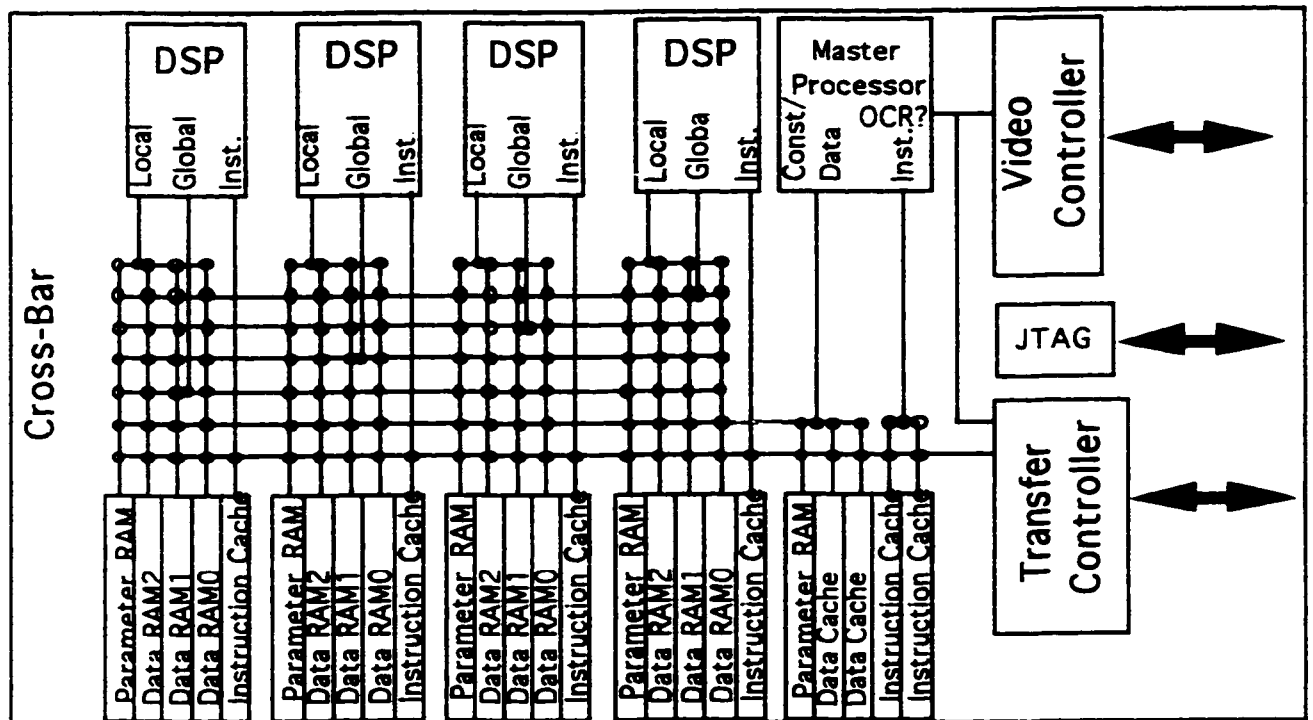 DSP
Local
Global
Inst.
DSP
Local
Global
Inst
DSP
Local
Global
Inst
DSP
Local
Globa
Inst.
Master
Processor
OCR?
Const/
Data
Inst.
Video
Controller
Cross-Bar
JTAG
Transfer
Controller
Parameter RAM
Data RAM2
Data RAM1
Data RAM0
Instruction Cache
Parameter RAM
Data RAM2
Data RAM1
Data RAM0
Instruction Cache
Parameter RAM
Data RAM2
Data RAM1
Data RAM0
Instruction Cache
Parameter RAM
Data RAM2
Data RAM1
Data RAM0
Instruction Cache
Parameter RAM
Data Cache
Data Cache
Instruction Cache
Instruction Cache